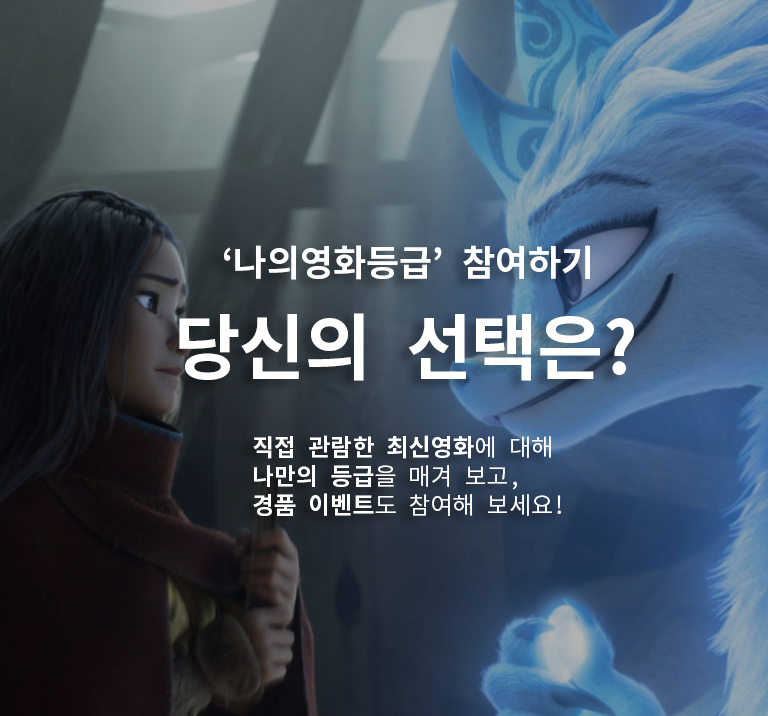 ‘나의영화등급’ 참여하기
당신의 선택은?
직접 관람한 최신영화에 대해
나만의 등급을 매겨 보고,
경품 이벤트도 참여해 보세요!